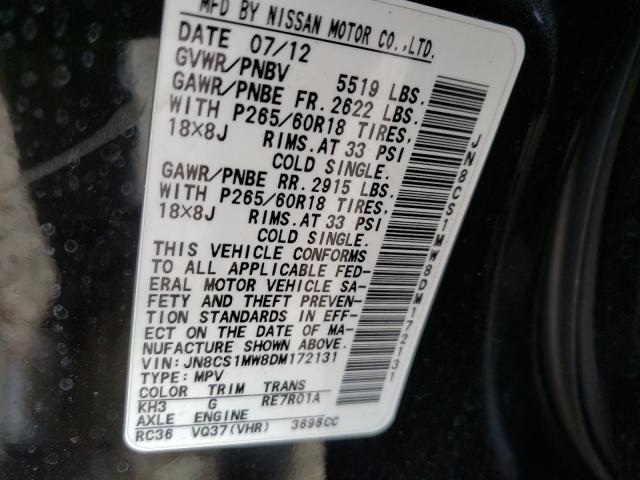 MFD BY NISSAN MOTOR CO.,LTD.
DATE 07/12
GVWR/PNBV 5519 LBS.
GAWR/PNBE FR. 2622 LBS.
WITH P265/60R18 TIRES,
18X8J RIMS.AT 33 PSI
COLD SINGLE.
GAWR/PNBE RR. 2915 LBS.
WITH P265/60R18 TIRES,
18X8J RIMS.AT 33 PSI
COLD SINGLE.
THIS VEHICLE CONFORMS
TO ALL APPLICABLE FED-
ERAL MOTOR VEHICLE SA-
FETY AND THEFT PREVEN-
TION STANDARDS IN EFF-
ECT ON THE DATE OF MA-
NUFACTURE SHOWN ABOVE.
VIN: JN8CS1MW8DM172131
TYPE: MPV
COLOR TRIM TRANS
KH3 G RE7R01A
AXLE ENGINE
RC36 VQ37(VHR) 3696CC
JN8CS1MW8DM172131